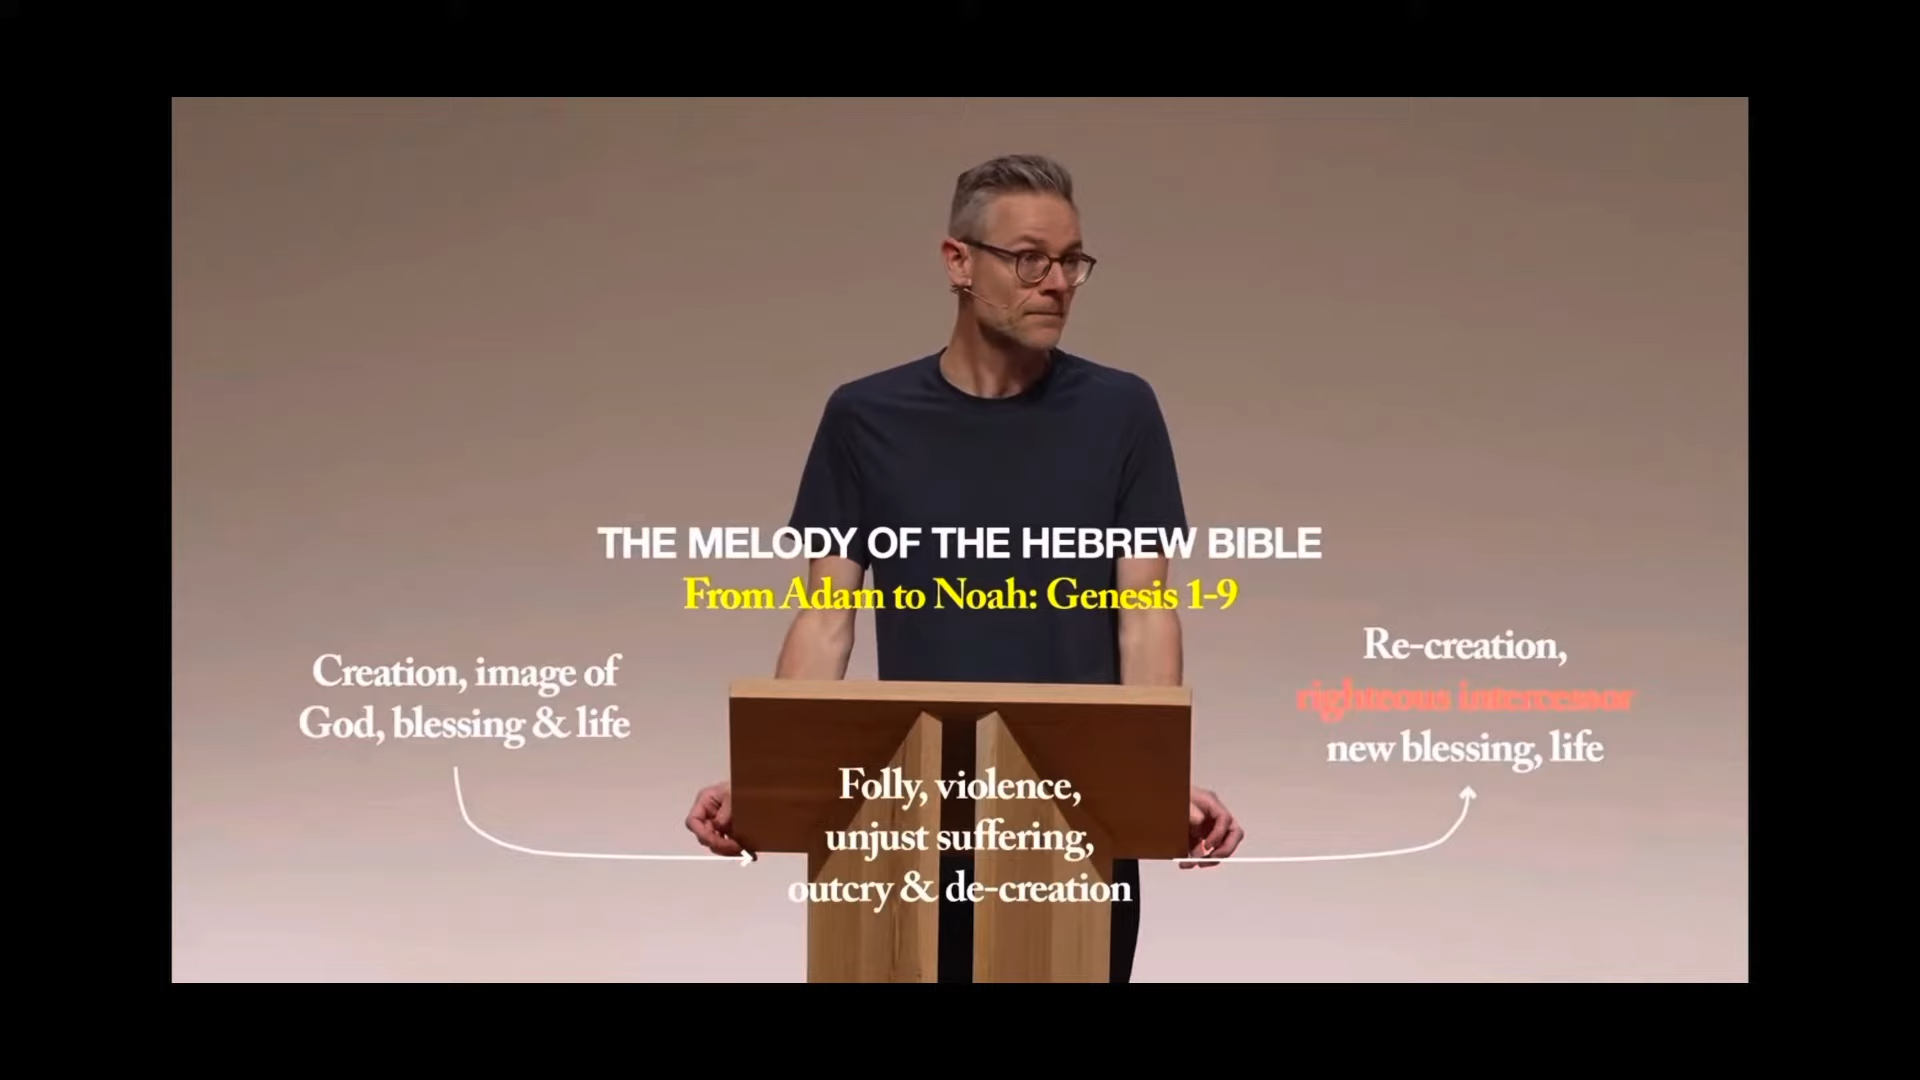 THE MELODY OF THE HEBREW BIBLE
From Adam to Noah: Genesis 1-9
Creation, image of
God, blessing & life
Folly, violence,
unjust suffering,
outcry & de-creation
Re-creation,
righteous intercessor
new blessing, life